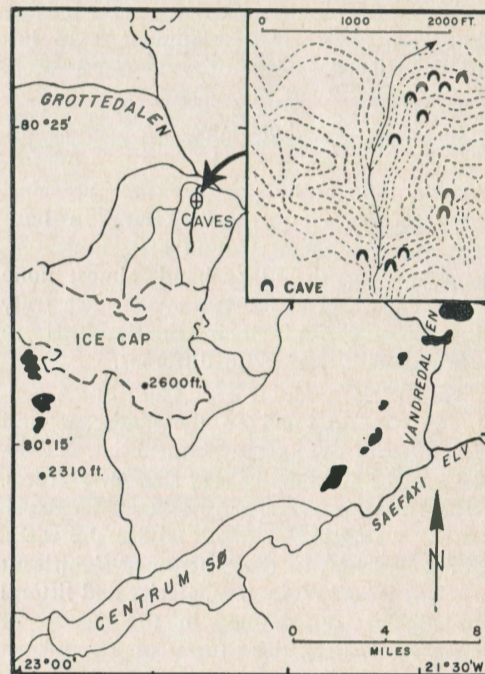 0 1000 2000 FT.
GROTTEDALEN
80°25'
CAVES
CAVE
ICE CAP
2600 ft.
VANDREDALEN
80°15'
2310 ft.
SAEFAXI ELV
CENTRUM SØ
N
0 4 8
MILES
23°00'
21°30'W